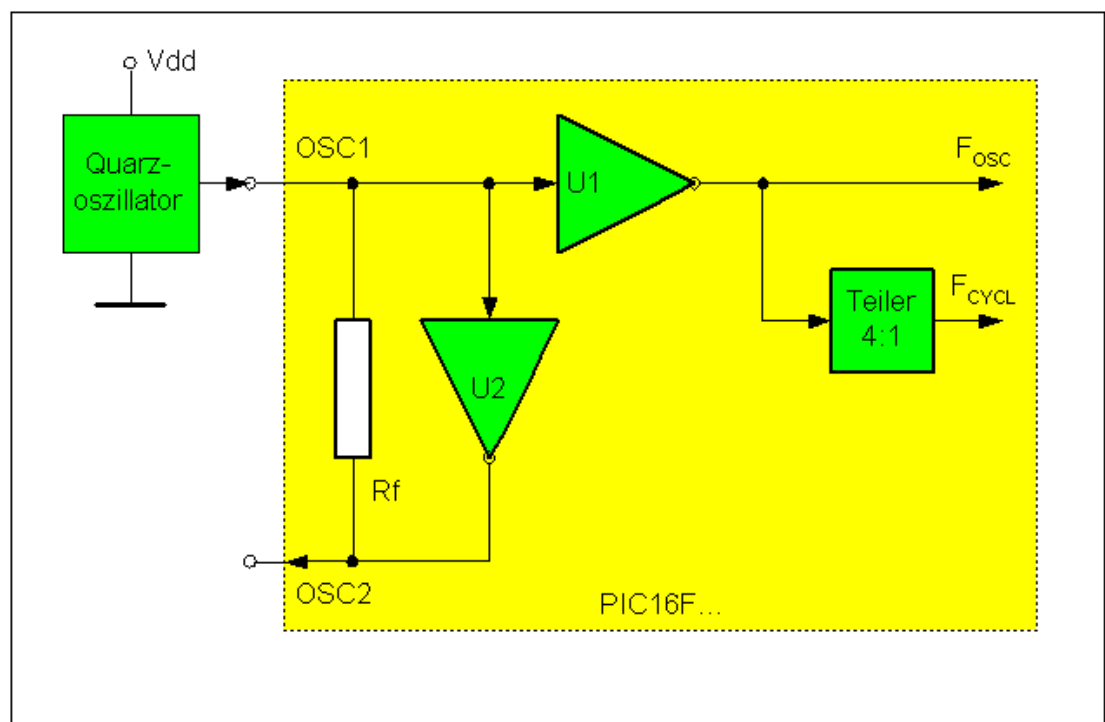 Vdd
Quarz-
oszillator
OSC1
U1
FOSC
Teiler
4:1
FCYCL
U2
Rf
OSC2
PIC16F...